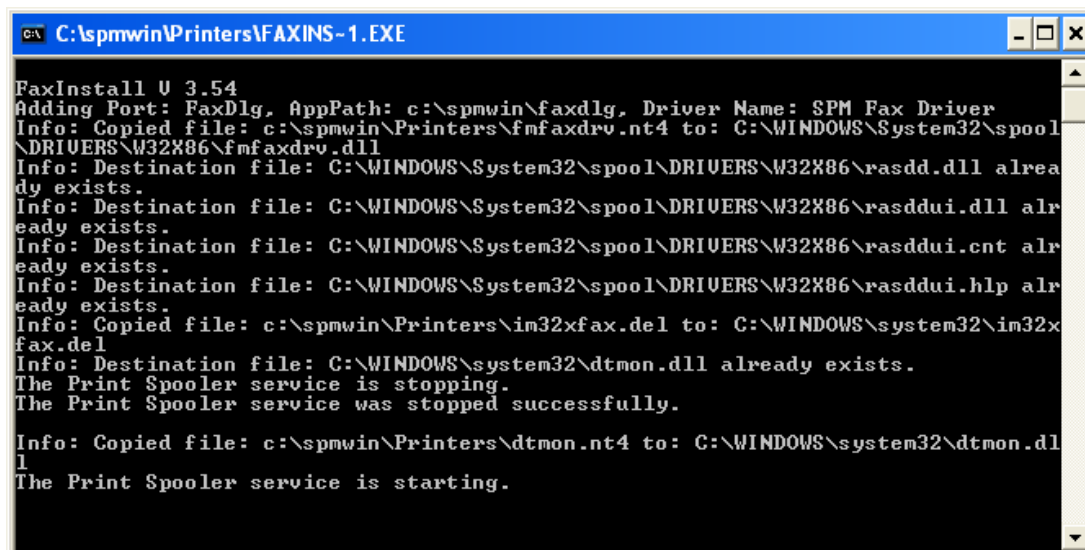 C:\spmwin\Printers\FAXINS~1.EXE
FaxInstall V 3.54
Adding Port: FaxDlg, AppPath: c:\spmwin\faxdlg, Driver Name: SPM Fax Driver
Info: Copied file: c:\spmwin\Printers\fmfaxdrv.nt4 to: C:\WINDOWS\System32\spool
\DRIVERS\W32X86\fmfaxdrv.dll
Info: Destination file: C:\WINDOWS\System32\spool\DRIVERS\W32X86\rasdd.dll alrea
dy exists.
Info: Destination file: C:\WINDOWS\System32\spool\DRIVERS\W32X86\rasddui.dll alr
eady exists.
Info: Destination file: C:\WINDOWS\System32\spool\DRIVERS\W32X86\rasddui.cnt alr
eady exists.
Info: Destination file: C:\WINDOWS\System32\spool\DRIVERS\W32X86\rasddui.hlp alr
eady exists.
Info: Copied file: c:\spmwin\Printers\im32xfax.del to: C:\WINDOWS\system32\im32x
fax.del
Info: Destination file: C:\WINDOWS\system32\dtmon.dll already exists.
The Print Spooler service is stopping.
The Print Spooler service was stopped successfully.
Info: Copied file: c:\spmwin\Printers\dtmon.nt4 to: C:\WINDOWS\system32\dtmon.dl
l
The Print Spooler service is starting.